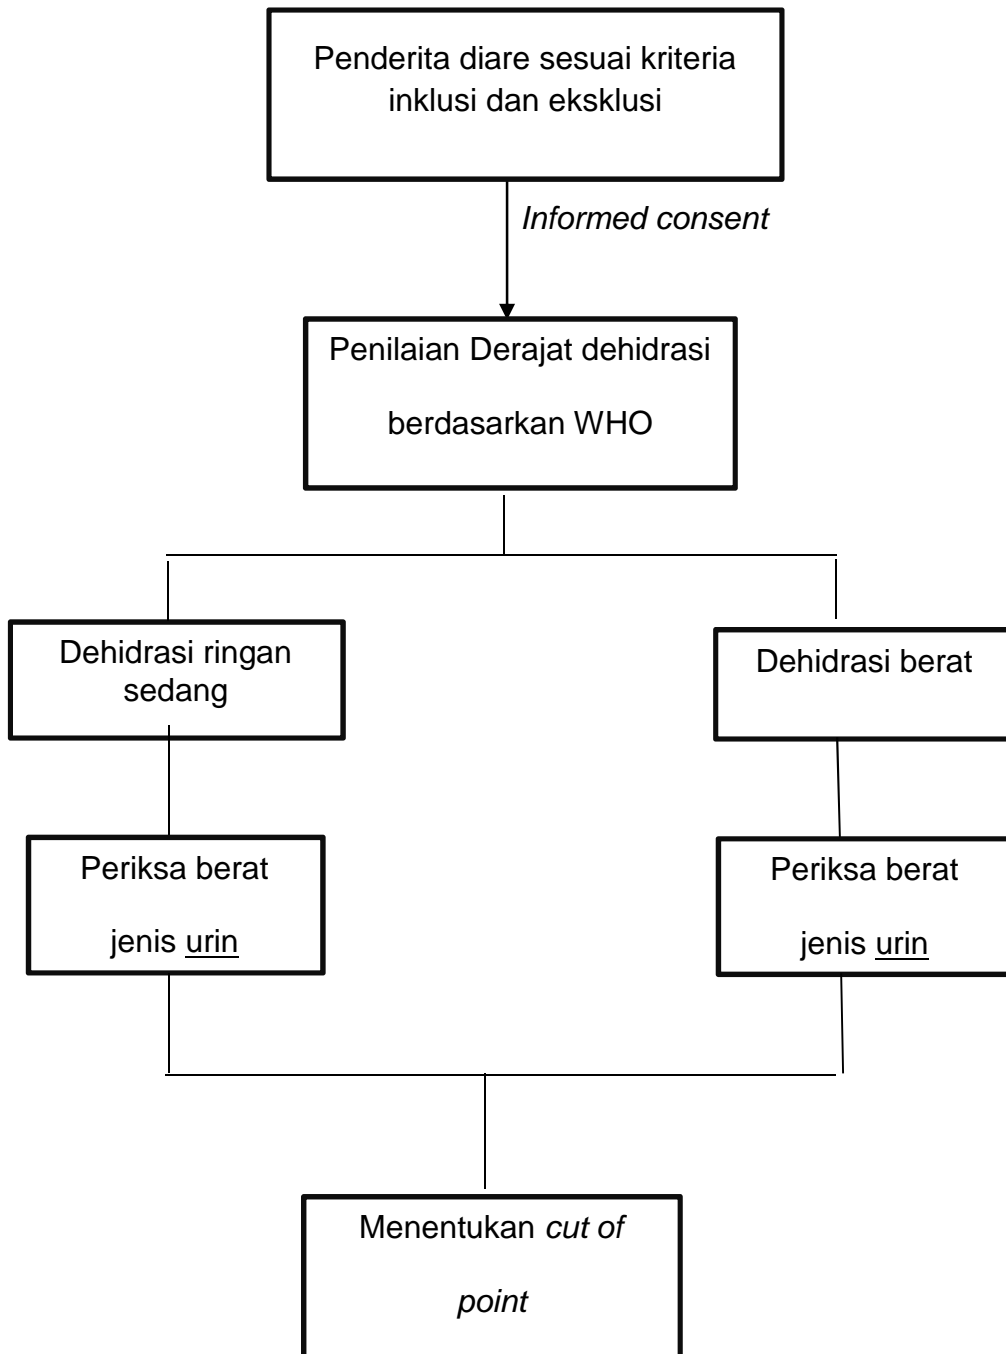 Penderita diare sesuai kriteria
inklusi dan eksklusi
Informed consent
Penilaian Derajat dehidrasi
berdasarkan WHO
Dehidrasi ringan
sedang
Dehidrasi berat
Periksa berat
jenis urin
Periksa berat
jenis urin
Menentukan cut of
point